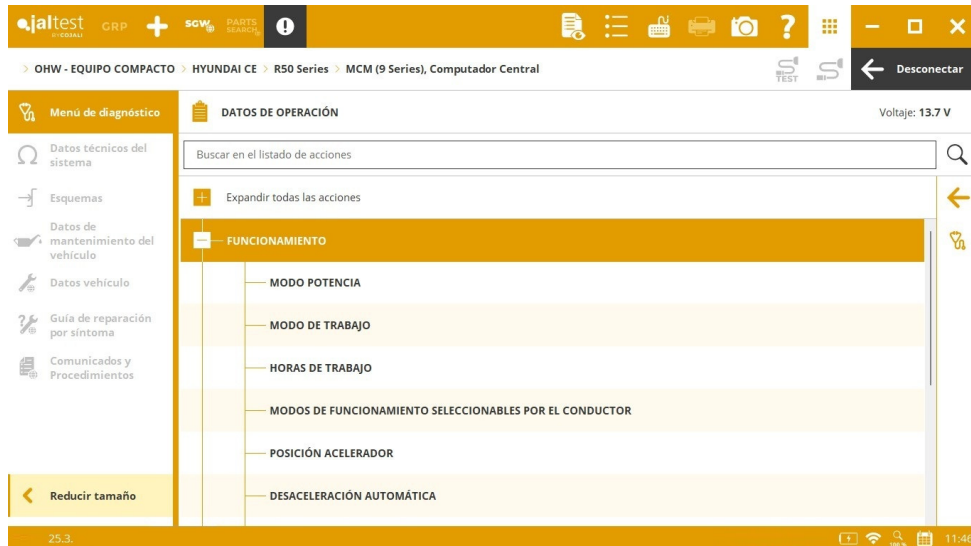 jaltest GRP SGW PARTS SEARCH
BY COJALI
OHW - EQUIPO COMPACTO > HYUNDAI CE > R50 Series > MCM (9 Series), Computador Central
TEST
Desconectar
Menú de diagnóstico
DATOS DE OPERACIÓN
Voltaje: 13.7 V
Datos técnicos del
sistema
Buscar en el listado de acciones
Esquemas
Expandir todas las acciones
Datos de
mantenimiento del
vehículo
FUNCIONAMIENTO
Datos vehículo
MODO POTENCIA
Guía de reparación
por síntoma
MODO DE TRABAJO
Comunicados y
Procedimientos
HORAS DE TRABAJO
MODOS DE FUNCIONAMIENTO SELECCIONABLES POR EL CONDUCTOR
POSICIÓN ACELERADOR
Reducir tamaño
DESACELERACIÓN AUTOMÁTICA
25.3.
100 %
11:46